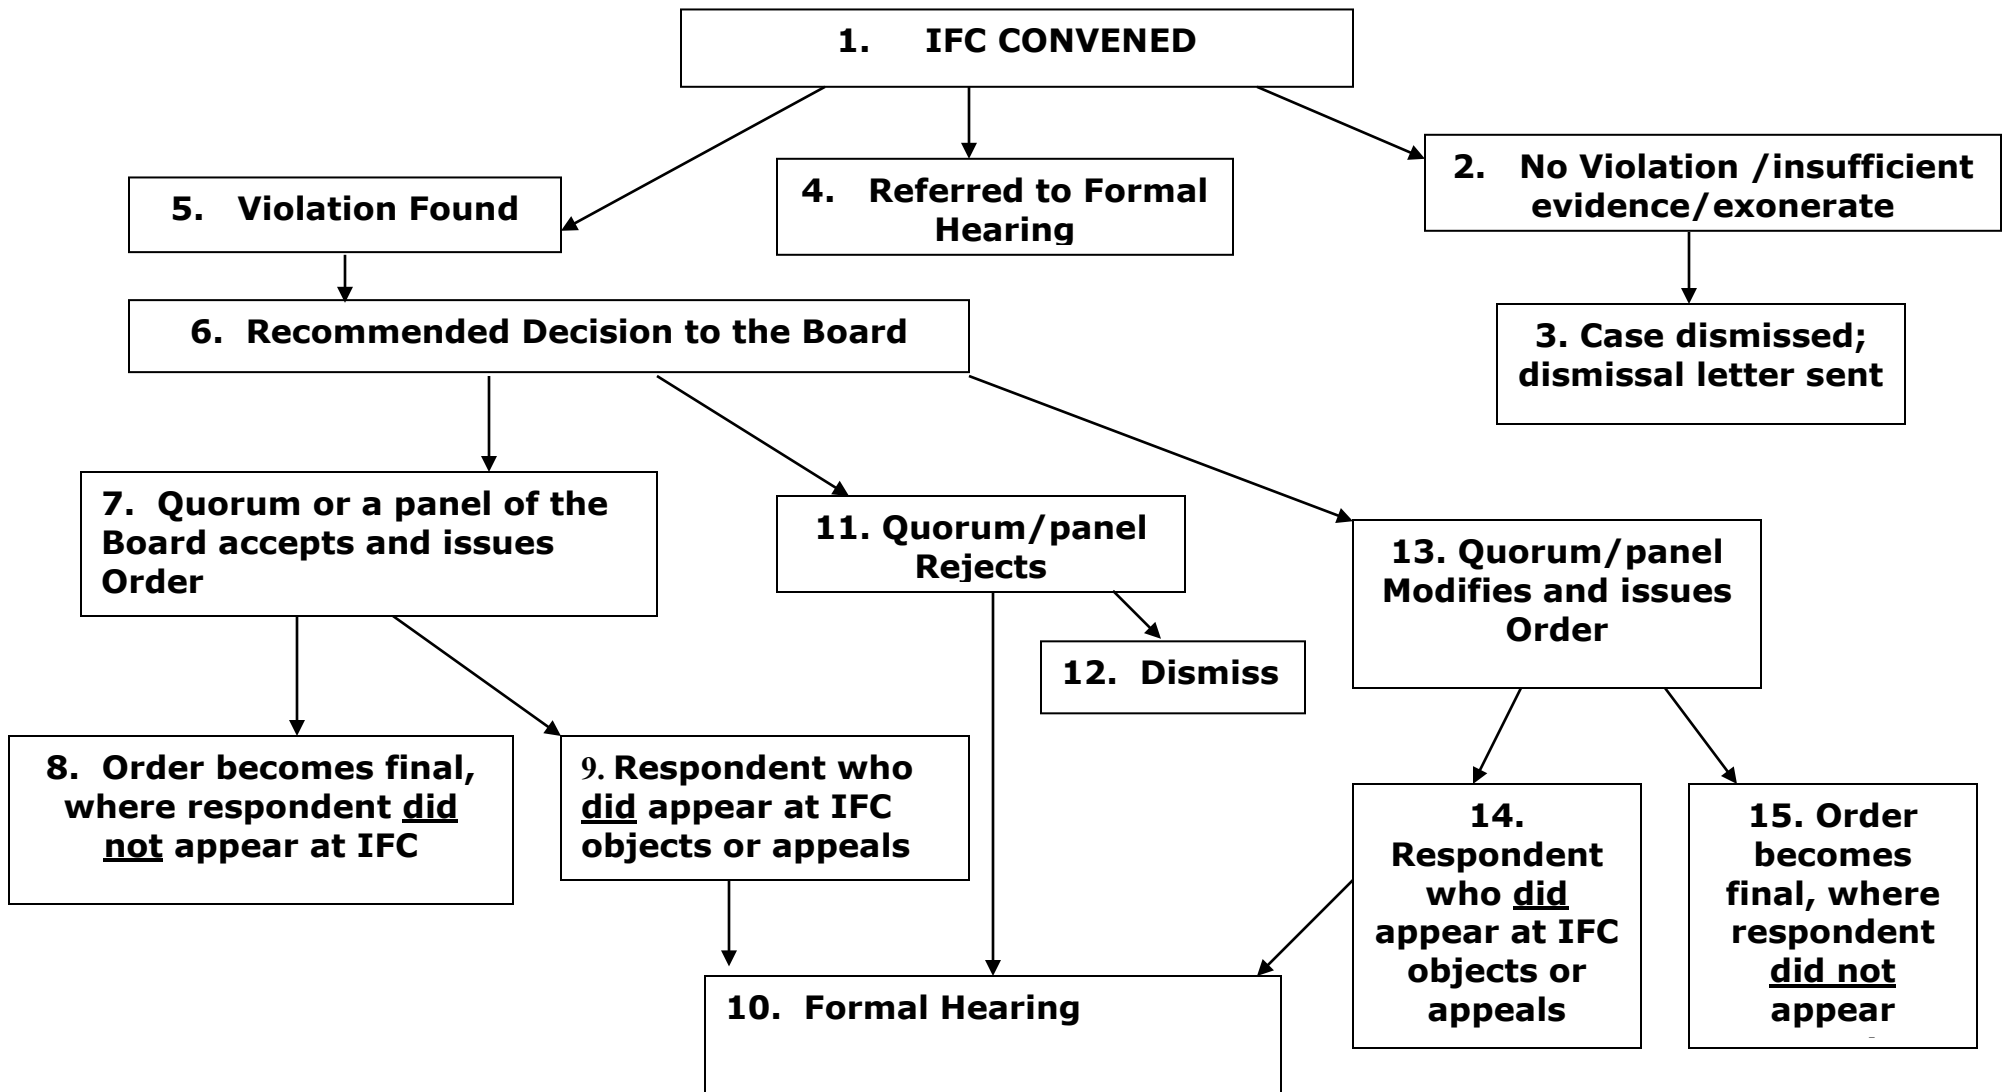 1. IFC CONVENED
2. No Violation /insufficient
evidence/exonerate
3. Case dismissed;
dismissal letter sent
4. Referred to Formal
Hearing
5. Violation Found
6. Recommended Decision to the Board
7. Quorum or a panel of the
Board accepts and issues
Order
8. Order becomes final,
where respondent did
not appear at IFC
9. Respondent who
did appear at IFC
objects or appeals
10. Formal Hearing
11. Quorum/panel
Rejects
12. Dismiss
13. Quorum/panel
Modifies and issues
Order
14.
Respondent
who did
appear at IFC
objects or
appeals
15. Order
becomes
final, where
respondent
did not
appear